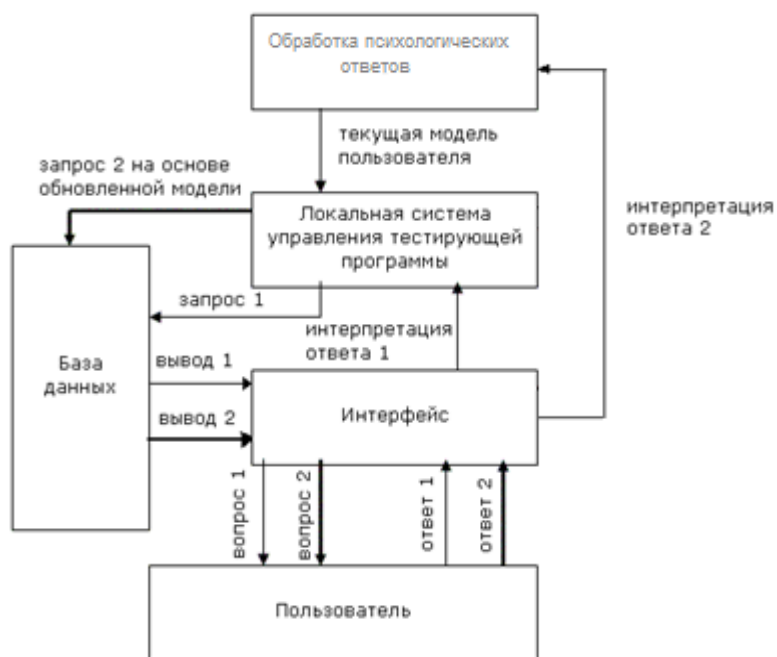 Обработка психологических
ответов
текущая модель
пользователя
запрос 2 на основе
обновленной модели
Локальная система
управления тестирующей
программы
интерпретация
ответа 2
запрос 1
интерпретация
ответа 1
База
данных
вывод 1
Интерфейс
вывод 2
вопрос 1
вопрос 2
ответ 1
ответ 2
Пользователь